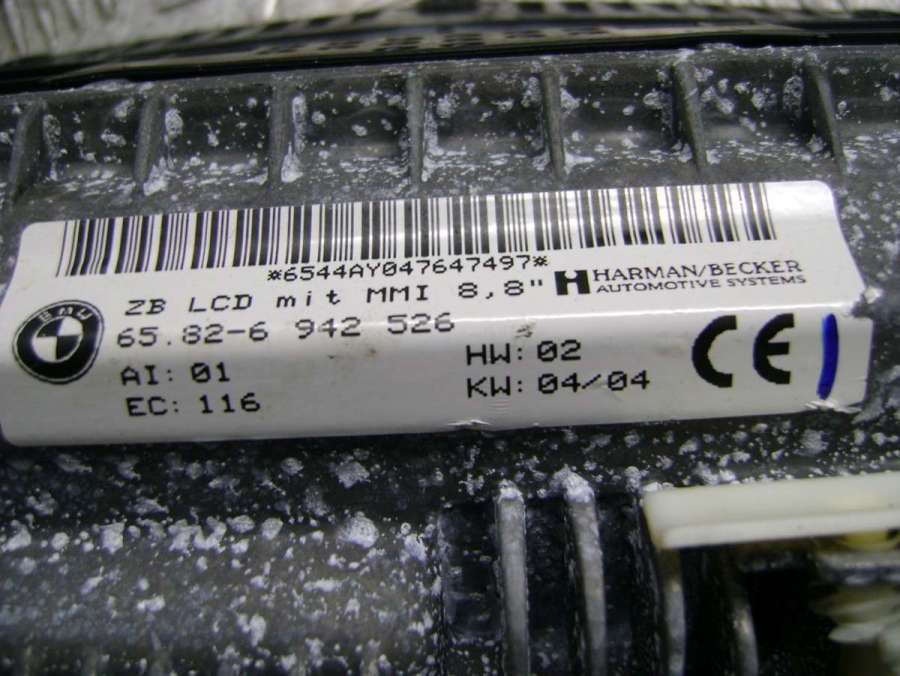 *6544AY047647497*
ZB LCD mit MMI 8,8"
HARMAN/BECKER
AUTOMOTIVE SYSTEMS
BMW
65.82-6 942 526
AI: 01
HW: 02
EC: 116
KW: 04/04
CE